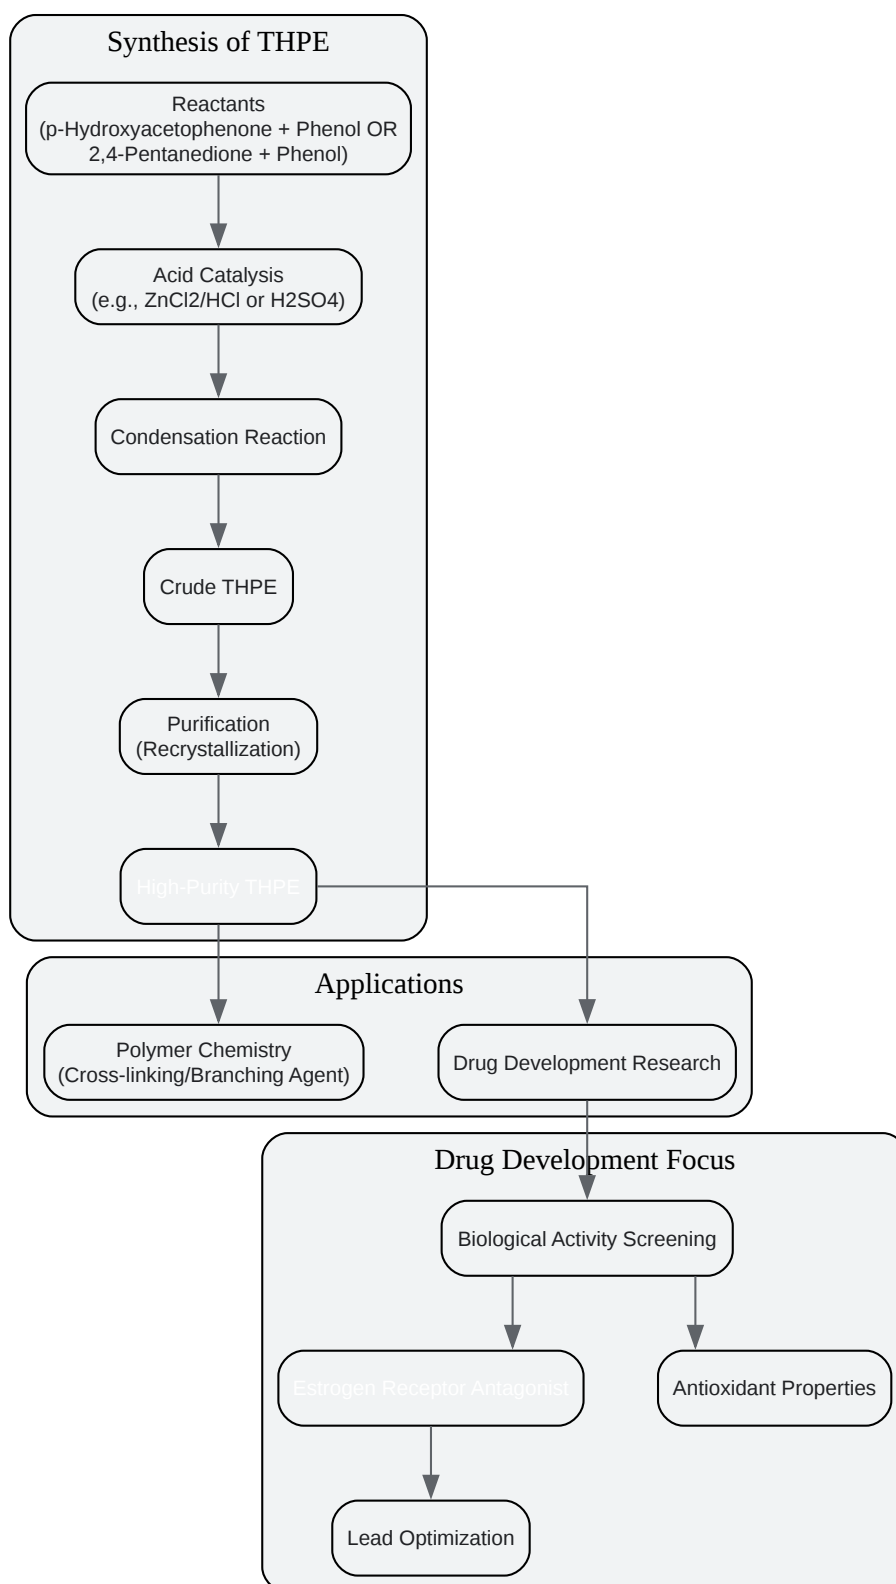 Synthesis of THPE
Reactants
(p-Hydroxyacetophenone + Phenol OR
2,4-Pentanedione + Phenol)
Acid Catalysis
(e.g., ZnCl2/HCl or H2SO4)
Condensation Reaction
Crude THPE
Purification
(Recrystallization)
High-Purity THPE
Applications
Polymer Chemistry
(Cross-linking/Branching Agent)
Drug Development Research
Drug Development Focus
Biological Activity Screening
Estrogen Receptor Antagonist
Antioxidant Properties
Lead Optimization